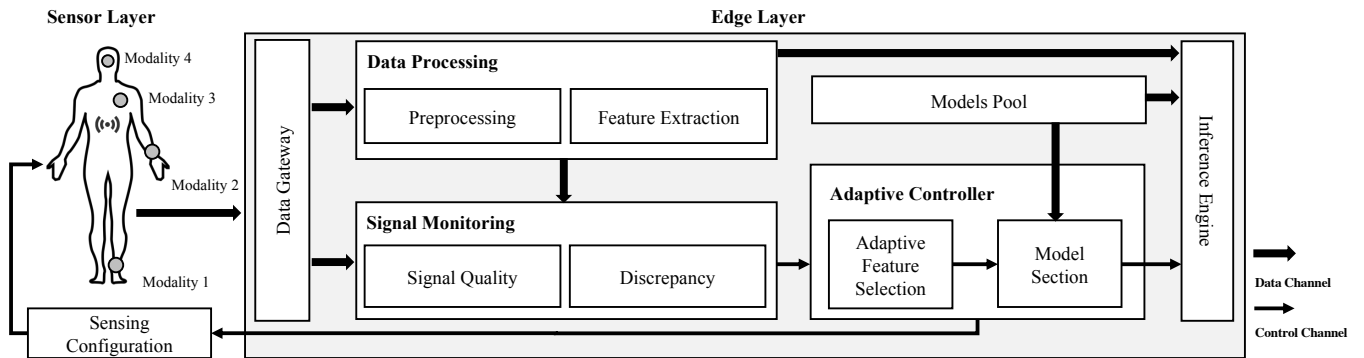 Sensor Layer
Edge Layer
Modality 4
Modality 3
Modality 2
Modality 1
Sensing
Configuration
Data Gateway
Data Processing
Preprocessing
Feature Extraction
Signal Monitoring
Signal Quality
Discrepancy
Models Pool
Adaptive Controller
Adaptive
Feature
Selection
Model
Section
Inference Engine
Data Channel
Control Channel